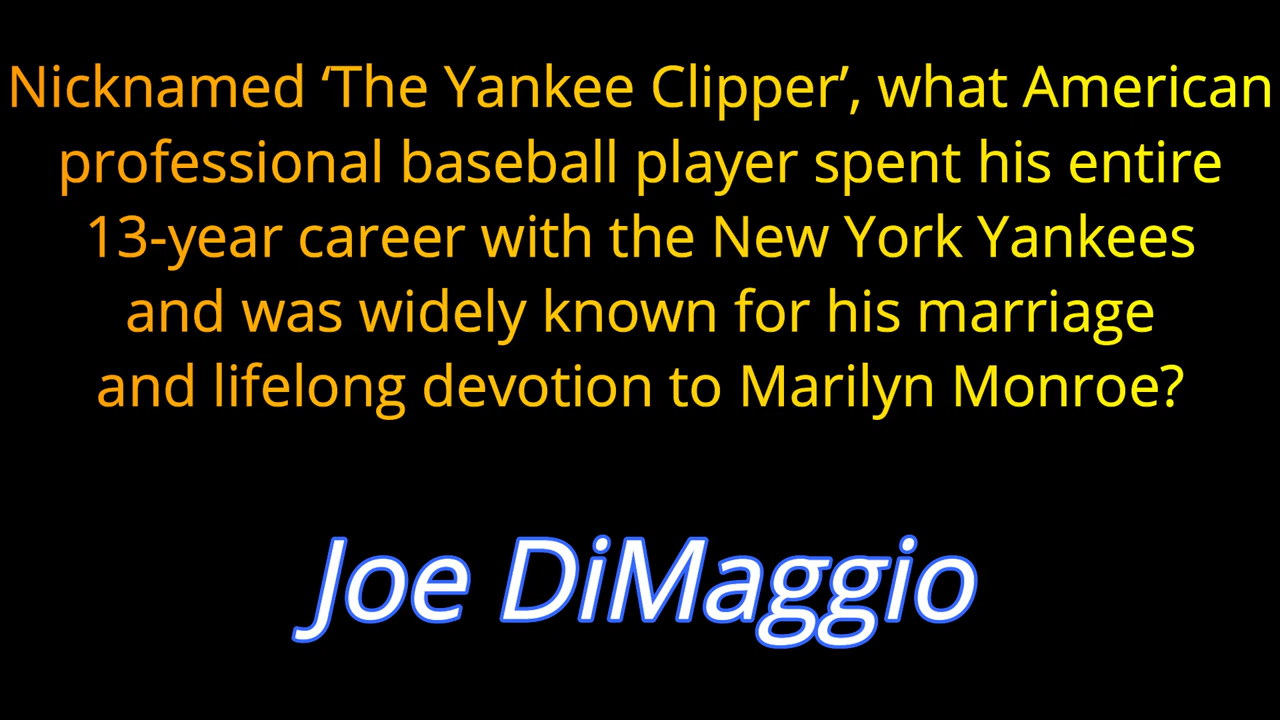 Nicknamed ‘The Yankee Clipper’, what American
professional baseball player spent his entire
13-year career with the New York Yankees
and was widely known for his marriage
and lifelong devotion to Marilyn Monroe?
Joe DiMaggio